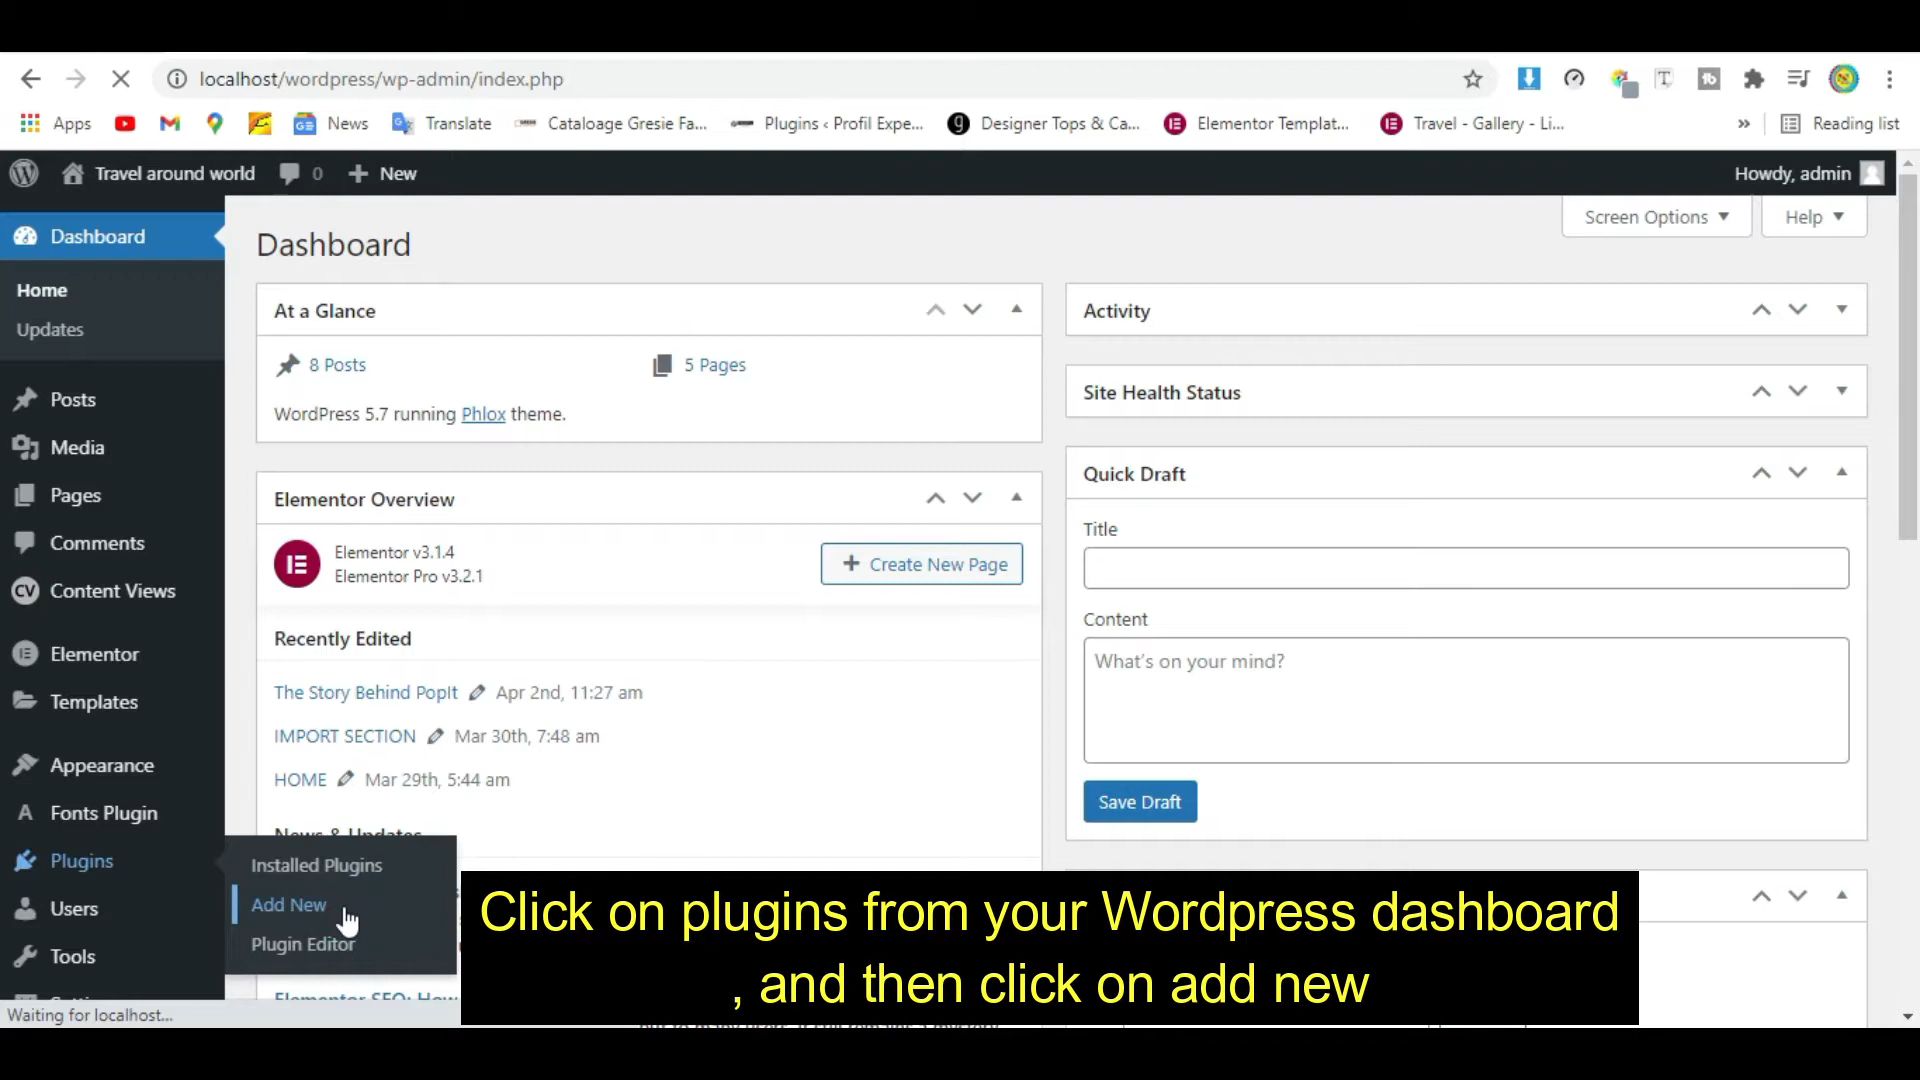 localhost/wordpress/wp-admin/index.php
Apps
News
Translate
Cataloage Gresie Fa...
Plugins ‹ Profil Expe...
Designer Tops & Ca...
Elementor Templat...
Travel - Gallery - Li...
»
Reading list
Travel around world
0
+ New
Howdy, admin
Dashboard
Home
Updates
Posts
Media
Pages
Comments
CV Content Views
Elementor
Templates
Appearance
A Fonts Plugin
Plugins
Users
Tools
Installed Plugins
Add New
Plugin Editor
Waiting for localhost...
Screen Options
Help
Dashboard
At a Glance
8 Posts
5 Pages
WordPress 5.7 running Phlox theme.
Elementor Overview
Elementor v3.1.4
Elementor Pro v3.2.1
+ Create New Page
Recently Edited
The Story Behind PopIt Apr 2nd, 11:27 am
IMPORT SECTION Mar 30th, 7:48 am
HOME Mar 29th, 5:44 am
News & Updates
Elementor SEO: How
Activity
Site Health Status
Quick Draft
Title
Content
What's on your mind?
Save Draft
Click on plugins from your Wordpress dashboard
, and then click on add new